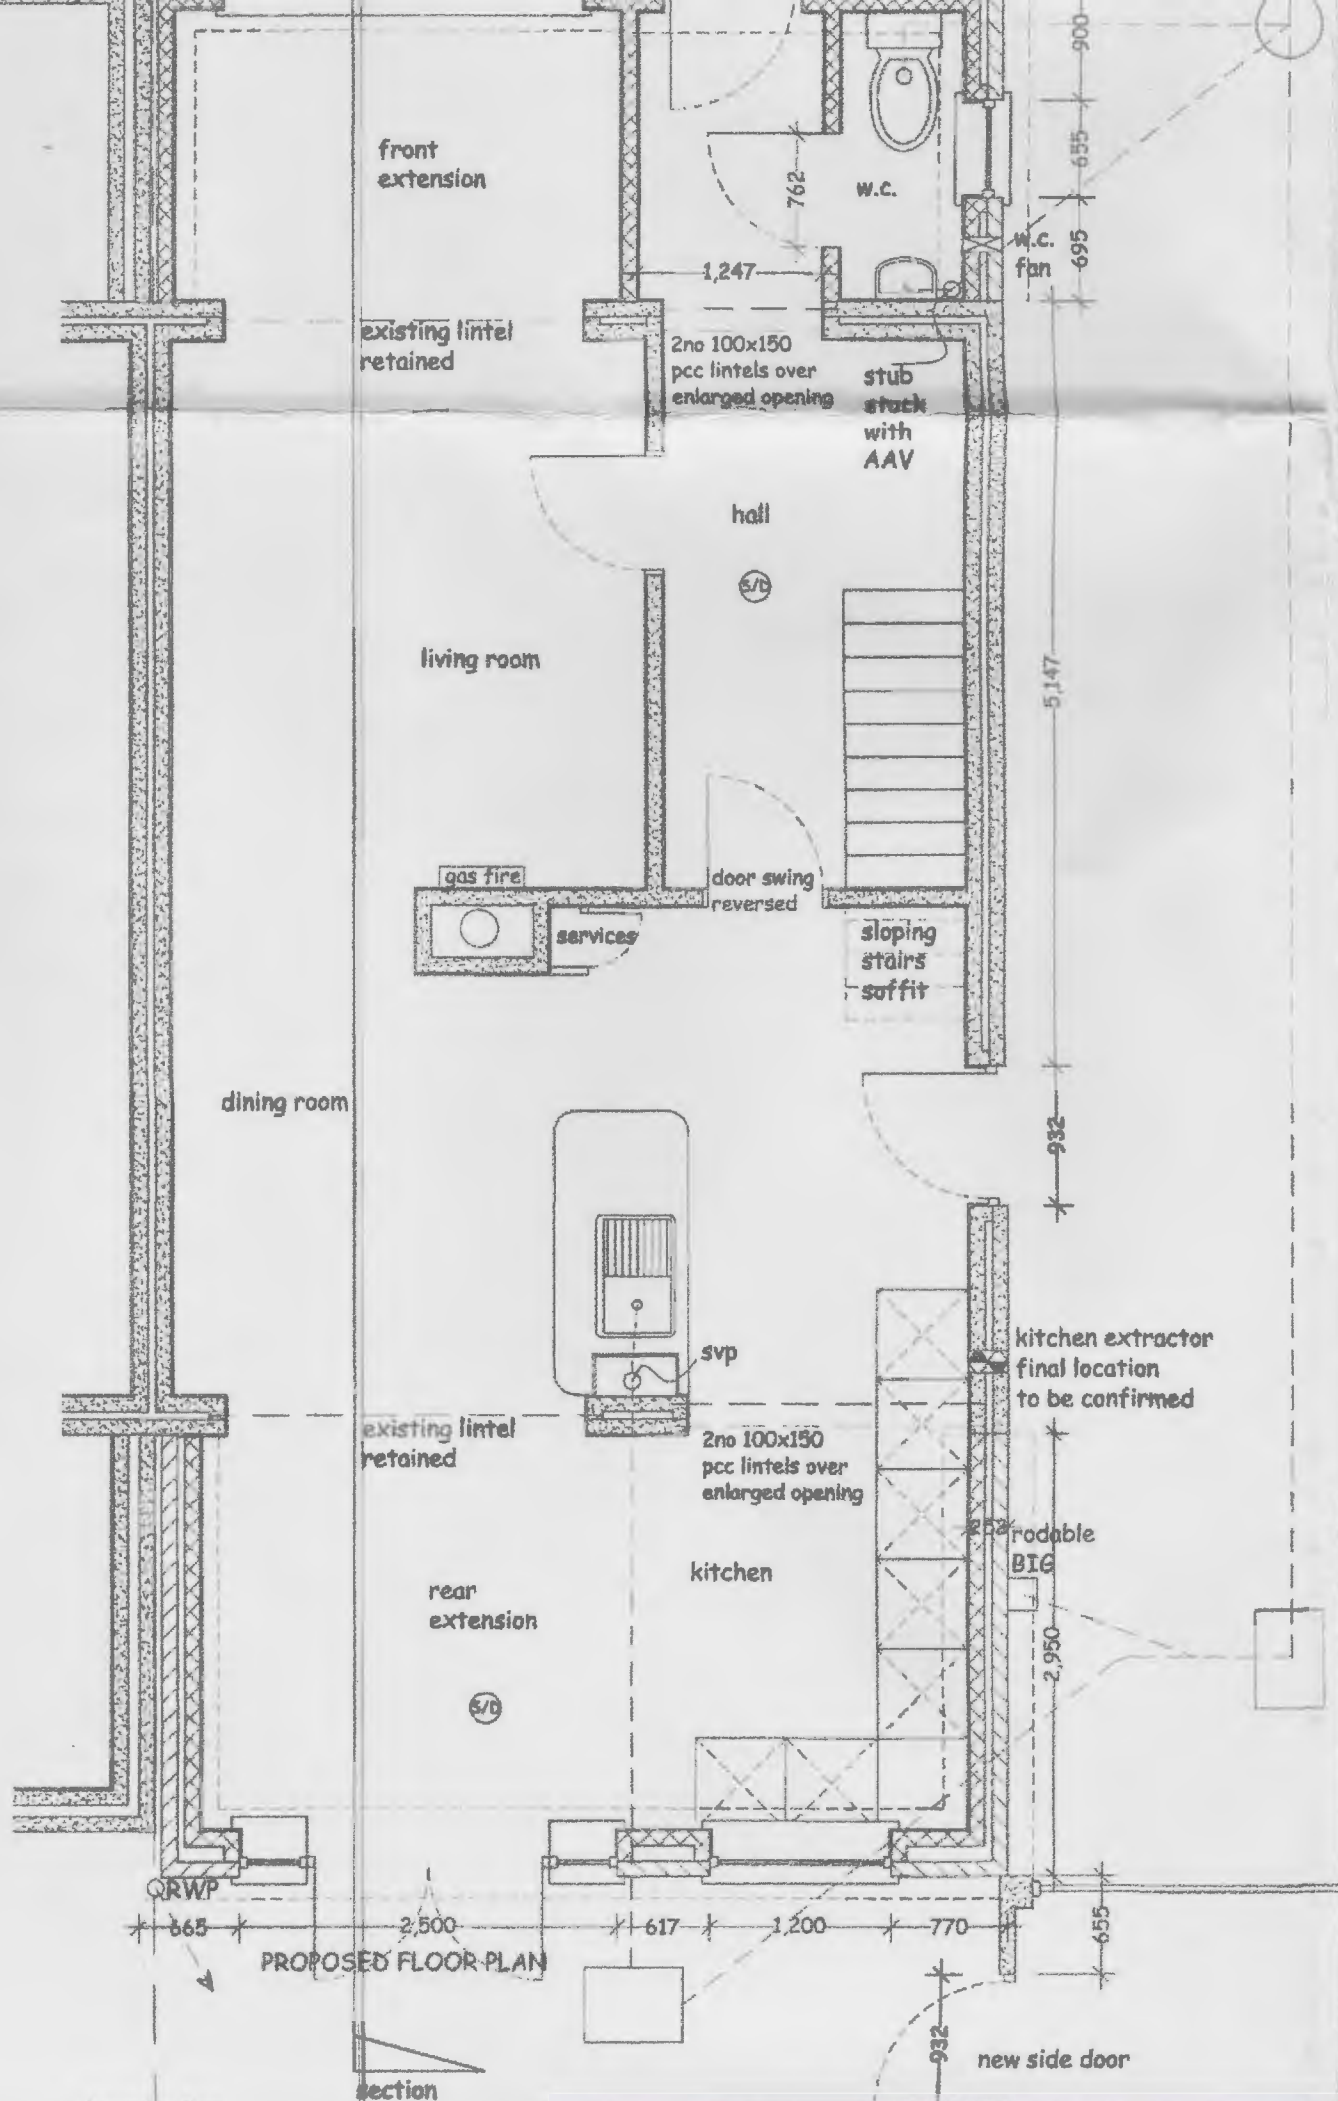 900
front
extension
655
762
w.c.
w.c.
fan
695
1,247
existing lintel
retained
2no 100x150
pcc lintels over
enlarged opening
stub
stack
with
AAV
hall
S/D
living room
5,147
gas fire
door swing
reversed
services
sloping
stairs
soffit
dining room
932
svp
kitchen extractor
final location
to be confirmed
existing lintel
retained
2no 100x150
pcc lintels over
enlarged opening
rodable
BIG
kitchen
rear
extension
2,950
S/D
RWP
665
2,500
617
1,200
770
655
PROPOSED FLOOR PLAN
932
new side door
section